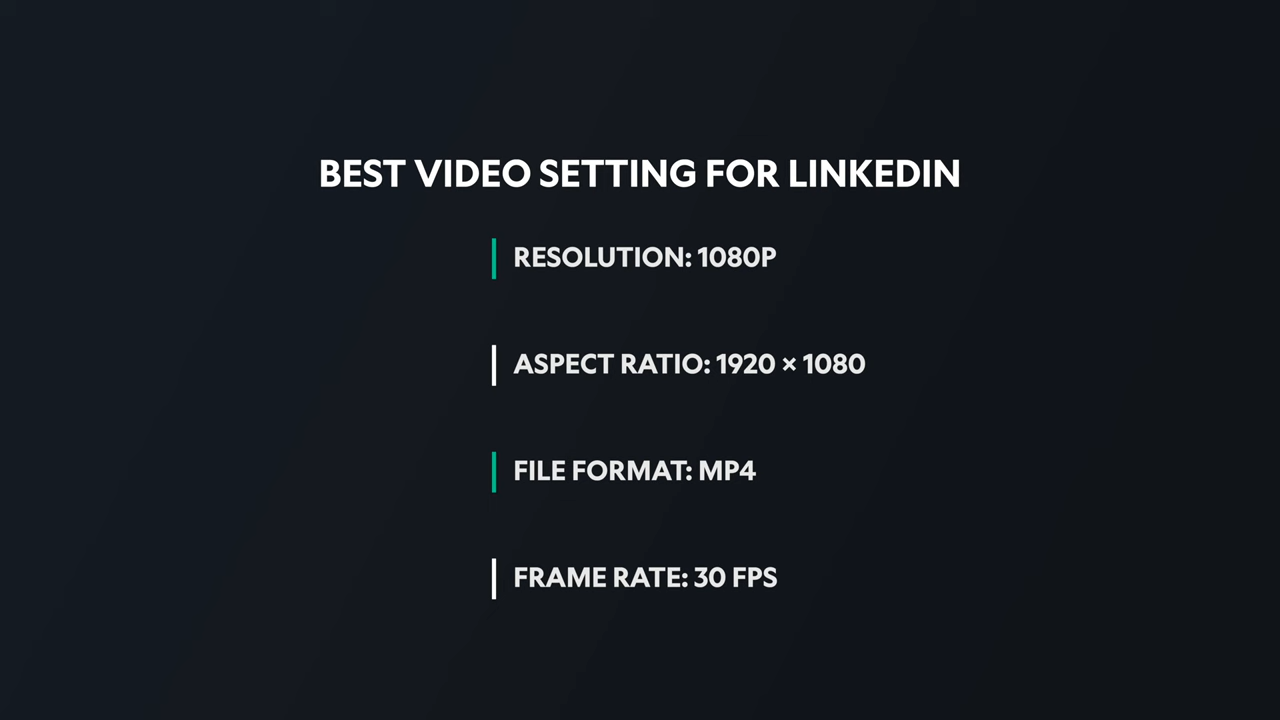 BEST VIDEO SETTING FOR LINKEDIN
RESOLUTION: 1080P
ASPECT RATIO: 1920 × 1080
FILE FORMAT: MP4
FRAME RATE: 30 FPS